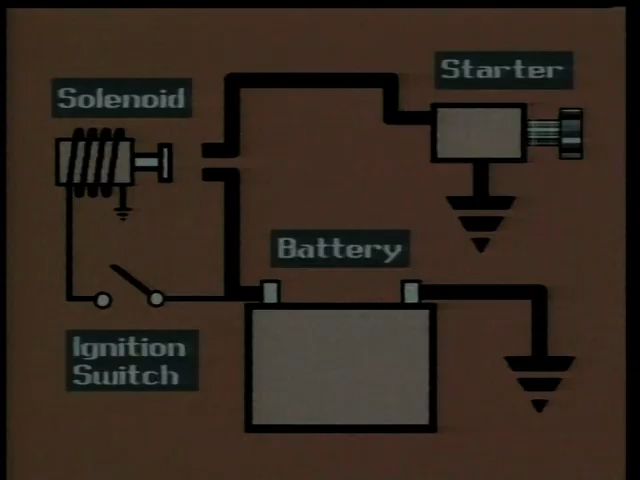 Starter
Solenoid
Battery
Ignition
Switch